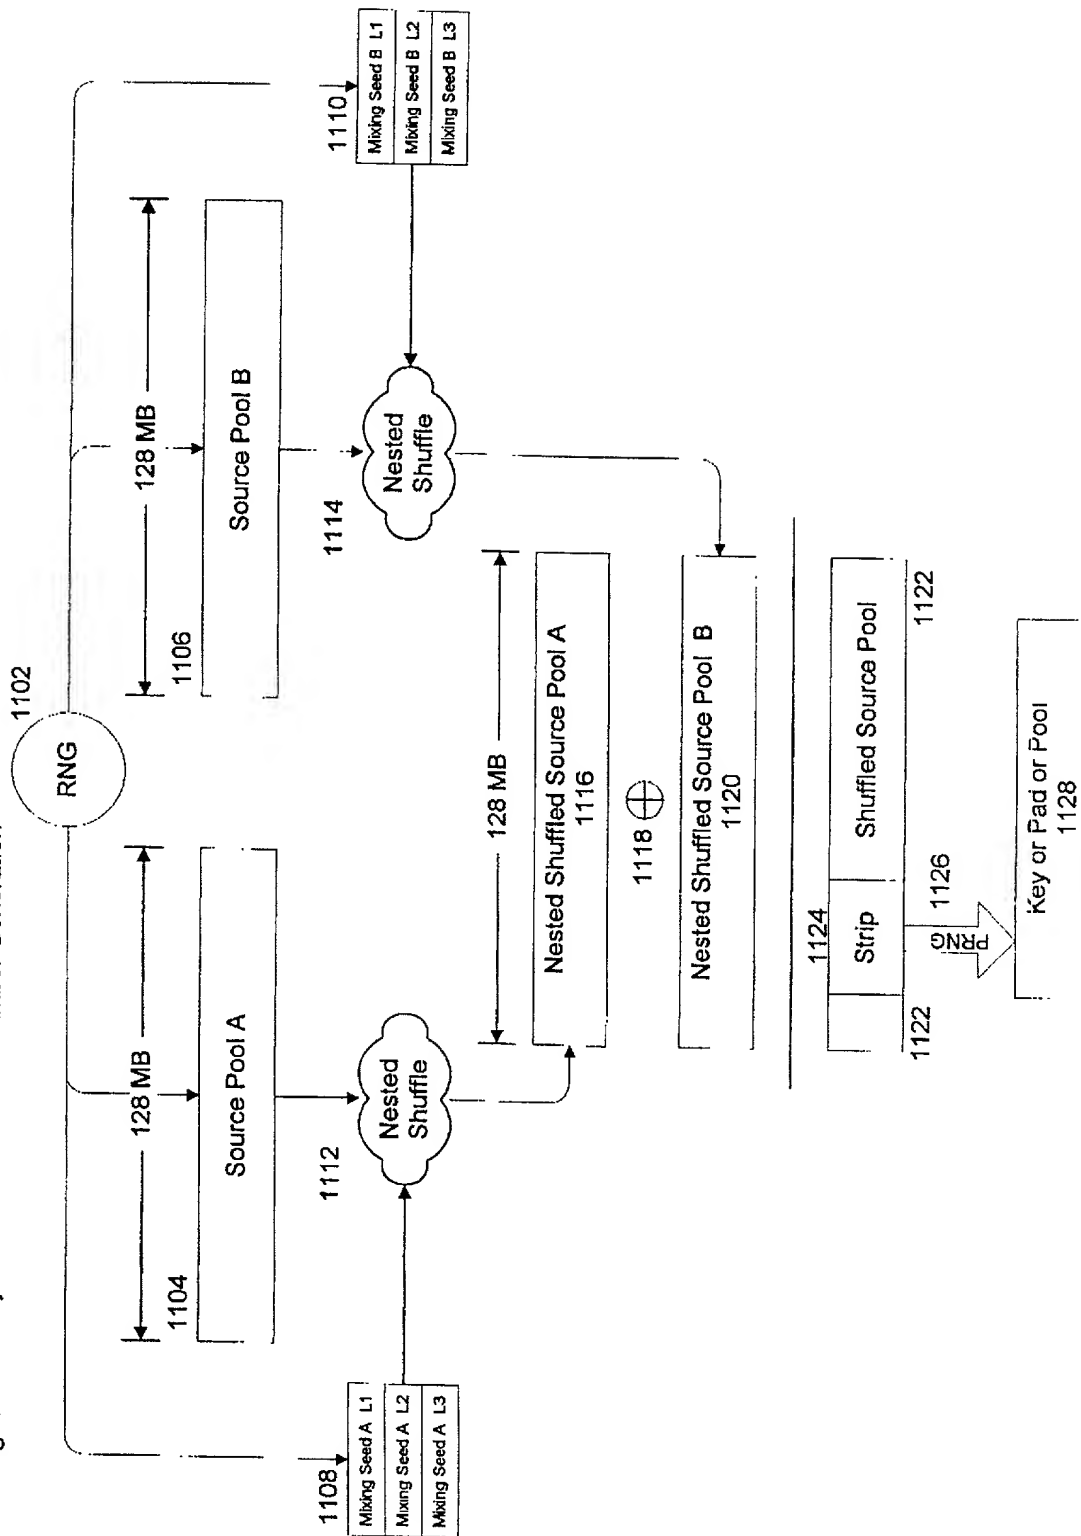 1102
RNG
128 MB
128 MB
1104
Source Pool A
1106
Source Pool B
1108
Mixing Seed A L1
Mixing Seed A L2
Mixing Seed A L3
1110
Mixing Seed B L1
Mixing Seed B L2
Mixing Seed B L3
1112
Nested
Shuffle
1114
Nested
Shuffle
128 MB
Nested Shuffled Source Pool A
1116
1118
Nested Shuffled Source Pool B
1120
1124
Strip
Shuffled Source Pool
1122
1122
PRNG
1126
Key or Pad or Pool
1128